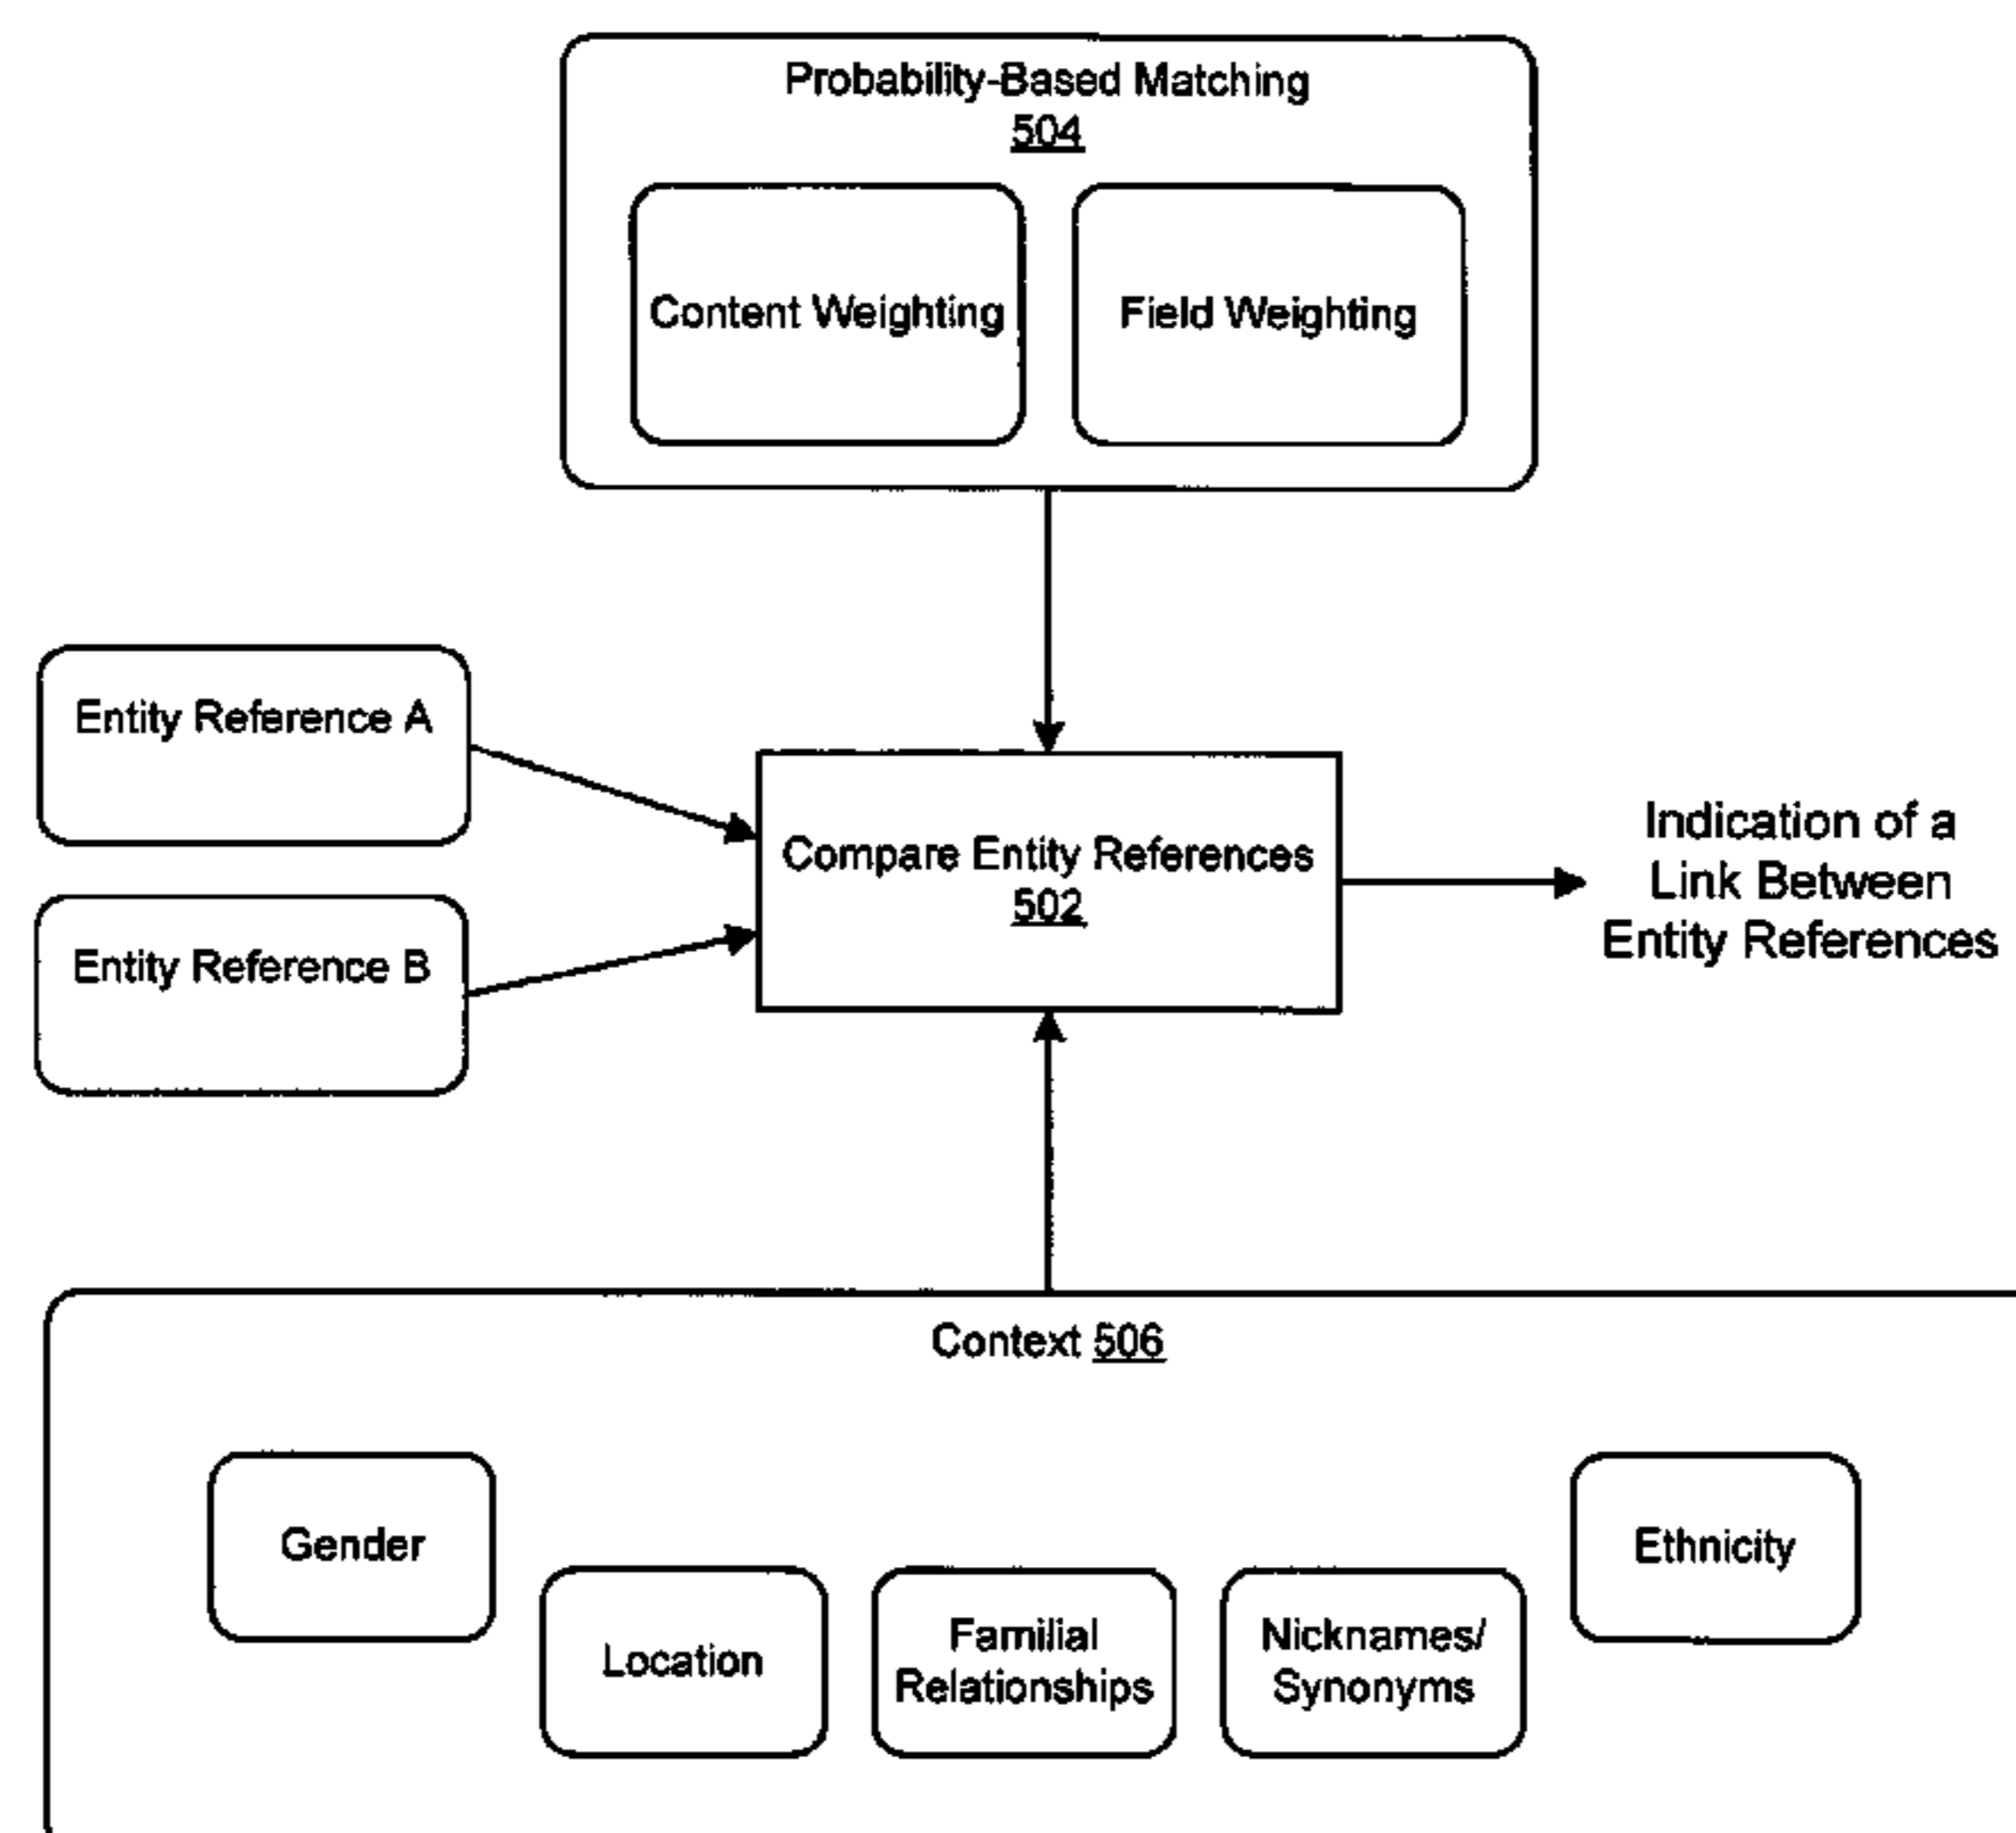 Probability-Based Matching
504
Content Weighting
Field Weighting
Entity Reference A
Entity Reference B
Compare Entity References
502
Indication of a
Link Between
Entity References
Context 506
Gender
Location
Familial
Relationships
Nicknames/
Synonyms
Ethnicity